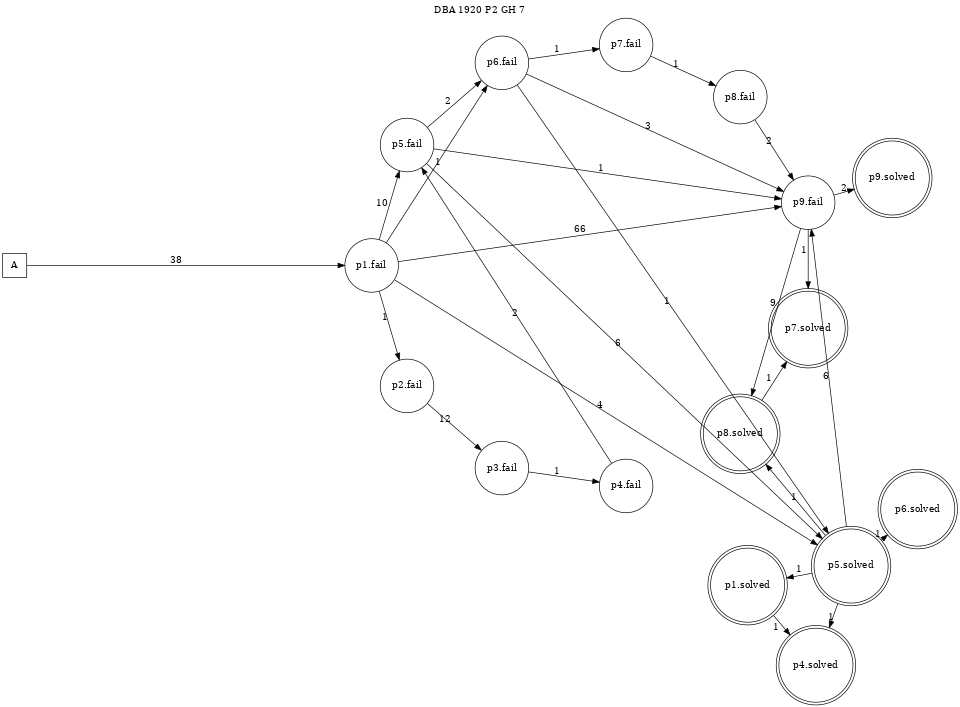 DBA 1920 P2 GH 7
p7.fail
1
p6.fail
1
p8.fail
2
3
2
p5.fail
1
1
p9.solved
2
p9.fail
10
66
1
A
38
p1.fail
2
1
9
1
p7.solved
6
6
1
p2.fail
4
12
p8.solved
p3.fail
1
p4.fail
1
p6.solved
1
p5.solved
1
p1.solved
1
1
p4.solved